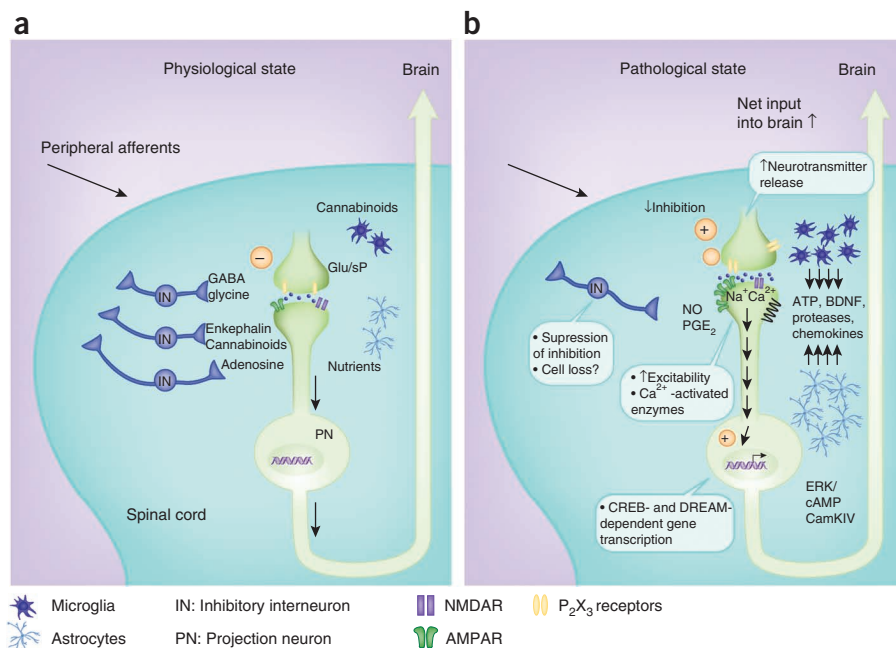 a
Physiological state
Brain
Peripheral afferents
Cannabinoids
−
Glu/sP
IN
GABA
glycine
IN
Enkephalin
Cannabinoids
IN
Adenosine
Nutrients
PN
Spinal cord
b
Pathological state
Brain
Net input
into brain ↑
↑Neurotransmitter
release
↓Inhibition
+
IN
Na+Ca2+
NO
PGE2
ATP, BDNF,
proteases,
chemokines
• Supression
of inhibition
• Cell loss?
• ↑Excitability
• Ca2+ -activated
enzymes
+
ERK/
cAMP
CamKIV
• CREB- and DREAM-
dependent gene
transcription
Microglia
IN: Inhibitory interneuron
NMDAR
P2X3 receptors
Astrocytes
PN: Projection neuron
AMPAR